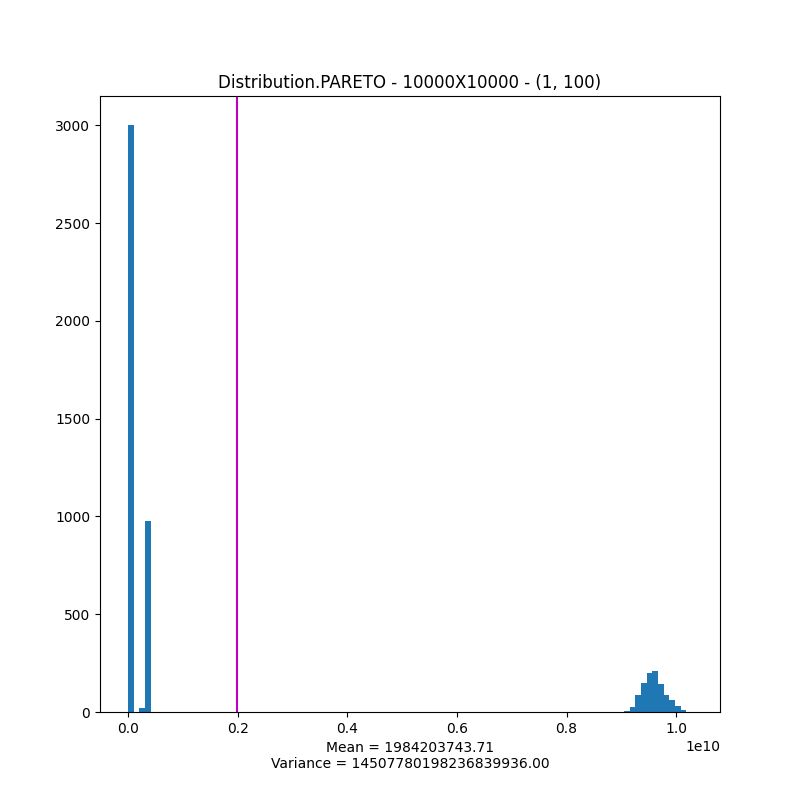 Distribution.PARETO - 10000X10000 - (1, 100)
3000
2500
2000
1500
1000
500
0
0.0 0.2 0.4 0.6 0.8 1.0
1e10
Mean = 1984203743.71
Variance = 14507780198236839936.00